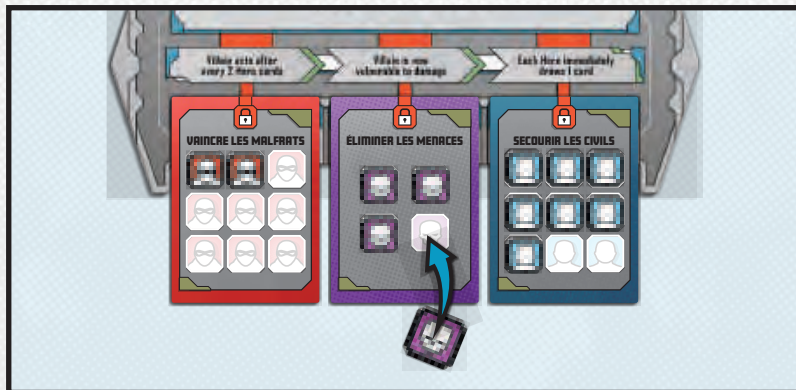 Villain acts after
every 2 Hero cards
Villain is now
vulnerable to damage
Each Hero immediately
draws 1 card
VAINCRE LES MALFRATS
ÉLIMINER LES MENACES
SECOURIR LES CIVILS